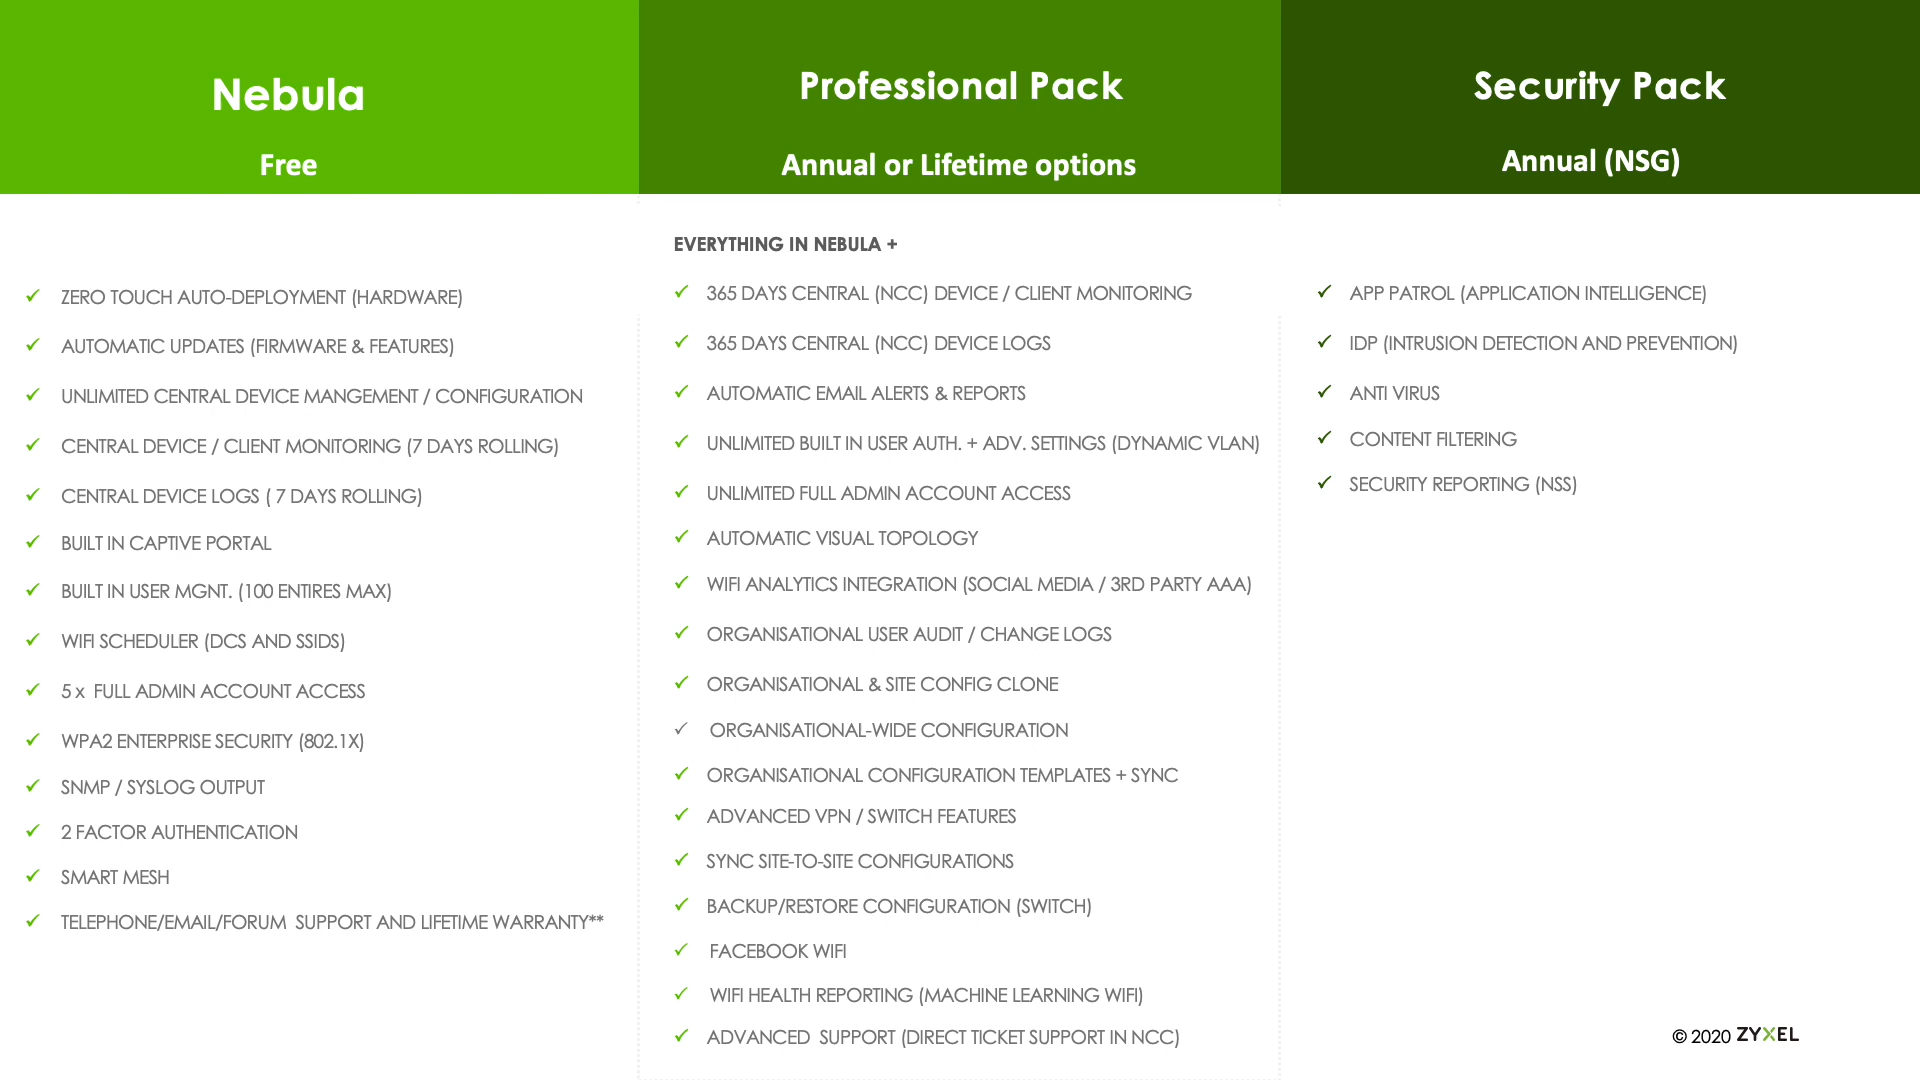 Nebula
Free
Professional Pack
Annual or Lifetime options
Security Pack
Annual (NSG)
ZERO TOUCH AUTO-DEPLOYMENT (HARDWARE)
AUTOMATIC UPDATES (FIRMWARE & FEATURES)
UNLIMITED CENTRAL DEVICE MANGEMENT / CONFIGURATION
CENTRAL DEVICE / CLIENT MONITORING (7 DAYS ROLLING)
CENTRAL DEVICE LOGS ( 7 DAYS ROLLING)
BUILT IN CAPTIVE PORTAL
BUILT IN USER MGNT. (100 ENTIRES MAX)
WIFI SCHEDULER (DCS AND SSIDS)
5 x  FULL ADMIN ACCOUNT ACCESS
WPA2 ENTERPRISE SECURITY (802.1X)
SNMP / SYSLOG OUTPUT
2 FACTOR AUTHENTICATION
SMART MESH
TELEPHONE/EMAIL/FORUM  SUPPORT AND LIFETIME WARRANTY**
EVERYTHING IN NEBULA +
365 DAYS CENTRAL (NCC) DEVICE / CLIENT MONITORING
365 DAYS CENTRAL (NCC) DEVICE LOGS
AUTOMATIC EMAIL ALERTS & REPORTS
UNLIMITED BUILT IN USER AUTH. + ADV. SETTINGS (DYNAMIC VLAN)
UNLIMITED FULL ADMIN ACCOUNT ACCESS
AUTOMATIC VISUAL TOPOLOGY
WIFI ANALYTICS INTEGRATION (SOCIAL MEDIA / 3RD PARTY AAA)
ORGANISATIONAL USER AUDIT / CHANGE LOGS
ORGANISATIONAL & SITE CONFIG CLONE
ORGANISATIONAL-WIDE CONFIGURATION
ORGANISATIONAL CONFIGURATION TEMPLATES + SYNC
ADVANCED VPN / SWITCH FEATURES
SYNC SITE-TO-SITE CONFIGURATIONS
BACKUP/RESTORE CONFIGURATION (SWITCH)
FACEBOOK WIFI
WIFI HEALTH REPORTING (MACHINE LEARNING WIFI)
ADVANCED  SUPPORT (DIRECT TICKET SUPPORT IN NCC)
APP PATROL (APPLICATION INTELLIGENCE)
IDP (INTRUSION DETECTION AND PREVENTION)
ANTI VIRUS
CONTENT FILTERING
SECURITY REPORTING (NSS)
© 2020 ZYXEL